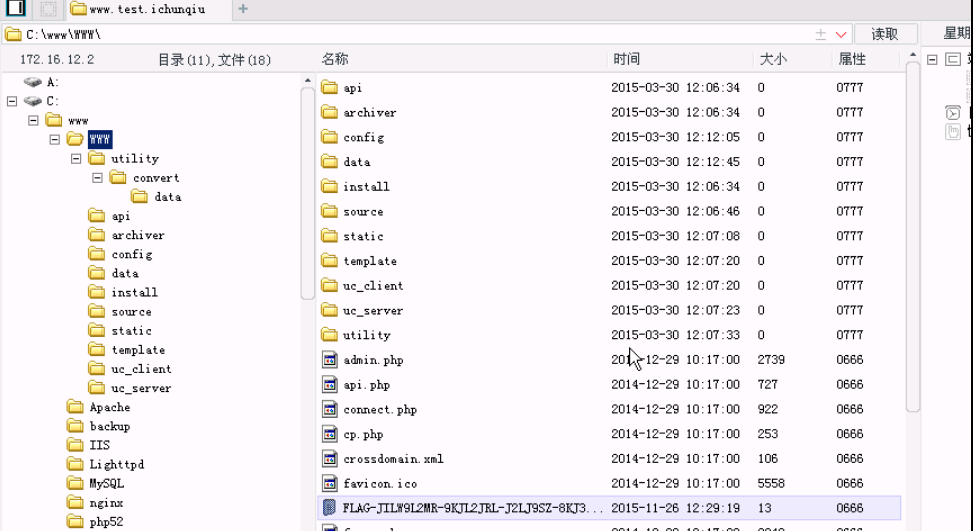 www.test.ichunqiu
C:\www\WWW\
读取
星期
172.16.12.2 目录(11),文件(18) 名称 时间 大小 属性
A:
C:
www
WWW
utility
convert
data
api
archiver
config
data
install
source
static
template
uc_client
uc_server
Apache
backup
IIS
Lighttpd
MySQL
nginx
php52
api 2015-03-30 12:06:34 0 0777
archiver 2015-03-30 12:06:34 0 0777
config 2015-03-30 12:12:05 0 0777
data 2015-03-30 12:12:45 0 0777
install 2015-03-30 12:06:34 0 0777
source 2015-03-30 12:06:46 0 0777
static 2015-03-30 12:07:08 0 0777
template 2015-03-30 12:07:20 0 0777
uc_client 2015-03-30 12:07:20 0 0777
uc_server 2015-03-30 12:07:23 0 0777
utility 2015-03-30 12:07:33 0 0777
admin.php 2014-12-29 10:17:00 2739 0666
api.php 2014-12-29 10:17:00 727 0666
connect.php 2014-12-29 10:17:00 922 0666
cp.php 2014-12-29 10:17:00 253 0666
crossdomain.xml 2014-12-29 10:17:00 106 0666
favicon.ico 2014-12-29 10:17:00 5558 0666
FLAG-JILW9L2MR-9KJL2JRL-J2LJ9SZ-8KJ3... 2015-11-26 12:29:19 13 0666